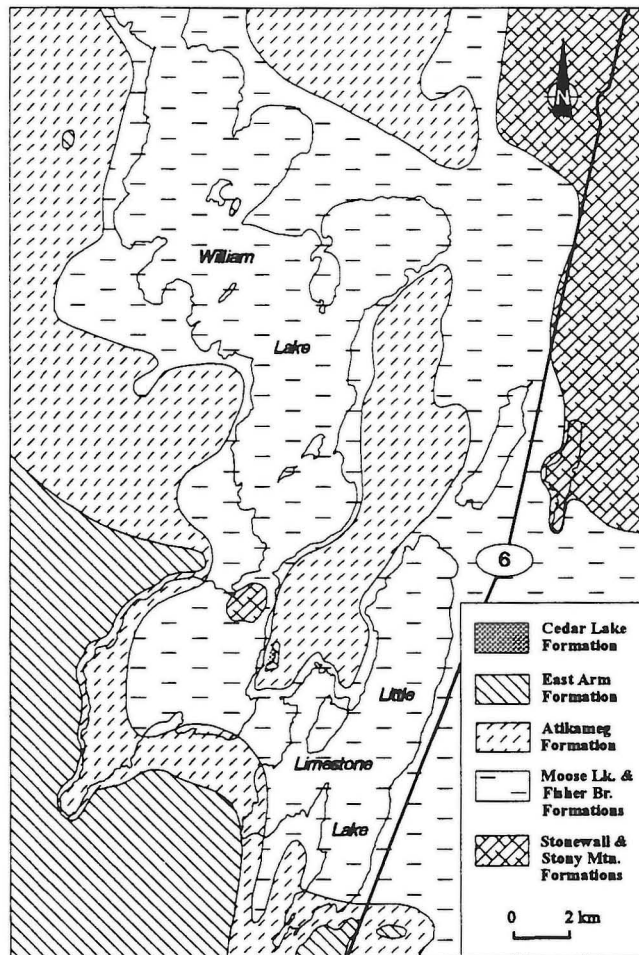 N
William
Lake
6
Little
Limestone
Lake
Cedar Lake
Formation
East Arm
Formation
Atikameg
Formation
Moose Lk. &
Fisher Br.
Formations
Stonewall &
Stony Mtn.
Formations
0 2 km